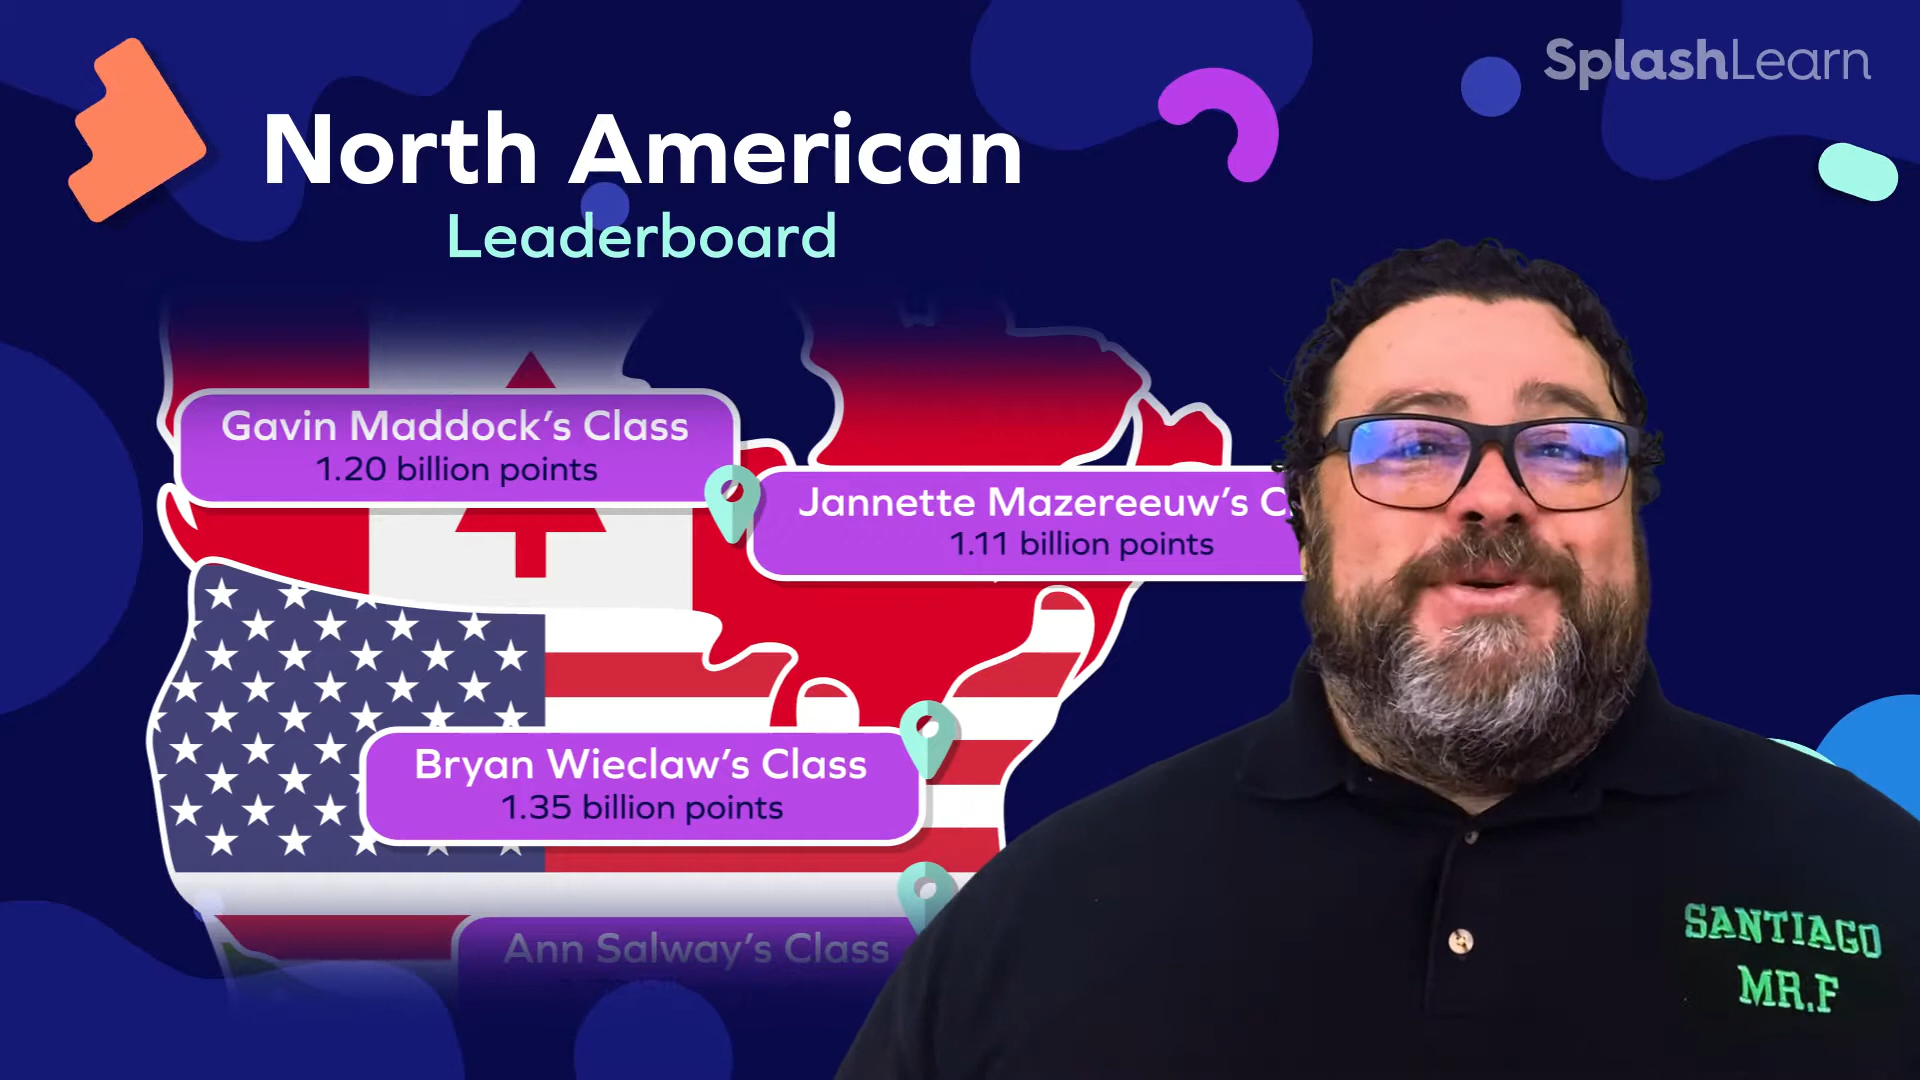 SplashLearn
North American
Leaderboard
Gavin Maddock's Class
1.20 billion points
Jannette Mazereeuw's C
1.11 billion points
Bryan Wieclaw's Class
1.35 billion points
Ann Salway's Class
SANTIAGO
MR.F